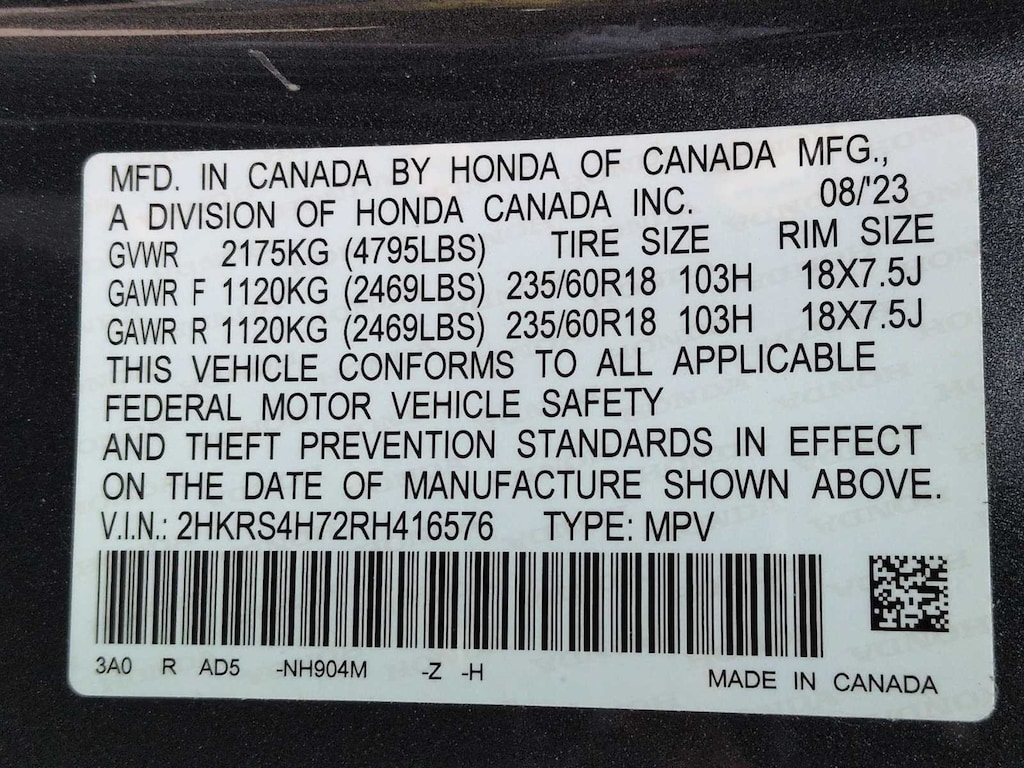 MFD. IN CANADA BY HONDA OF CANADA MFG.,
A DIVISION OF HONDA CANADA INC. 08/'23
GVWR 2175KG (4795LBS) TIRE SIZE RIM SIZE
GAWR F 1120KG (2469LBS) 235/60R18 103H 18X7.5J
GAWR R 1120KG (2469LBS) 235/60R18 103H 18X7.5J
THIS VEHICLE CONFORMS TO ALL APPLICABLE
FEDERAL MOTOR VEHICLE SAFETY
AND THEFT PREVENTION STANDARDS IN EFFECT
ON THE DATE OF MANUFACTURE SHOWN ABOVE.
V.I.N.: 2HKRS4H72RH416576 TYPE: MPV
3A0 R AD5 -NH904M -Z -H
MADE IN CANADA